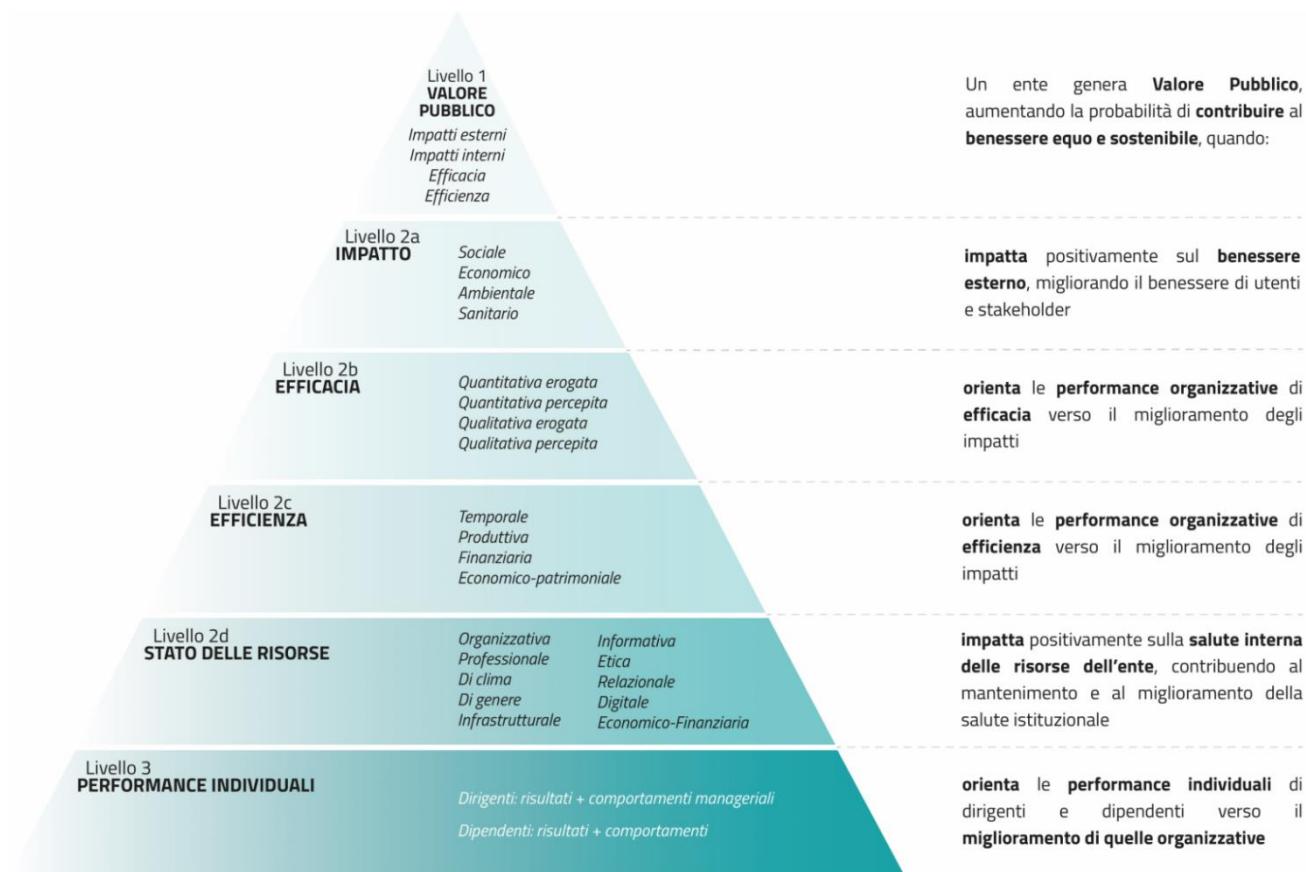 Livello 1
VALORE
PUBBLICO
Impatti esterni
Impatti interni
Efficacia
Efficienza
Un ente genera Valore Pubblico,
aumentando la probabilità di contribuire al
benessere equo e sostenibile, quando:
Livello 2a
IMPATTO
Sociale
Economico
Ambientale
Sanitario
impatta positivamente sul benessere
esterno, migliorando il benessere di utenti
e stakeholder
Livello 2b
EFFICACIA
Quantitativa erogata
Quantitativa percepita
Qualitativa erogata
Qualitativa percepita
orienta le performance organizzative di
efficacia verso il miglioramento degli
impatti
Livello 2c
EFFICIENZA
Temporale
Produttiva
Finanziaria
Economico-patrimoniale
orienta le performance organizzative di
efficienza verso il miglioramento degli
impatti
Livello 2d
STATO DELLE RISORSE
Organizzativa
Professionale
Di clima
Di genere
Infrastrutturale
Informativa
Etica
Relazionale
Digitale
Economico-Finanziaria
impatta positivamente sulla salute interna
delle risorse dell'ente, contribuendo al
mantenimento e al miglioramento della
salute istituzionale
Livello 3
PERFORMANCE INDIVIDUALI
Dirigenti: risultati + comportamenti manageriali
Dipendenti: risultati + comportamenti
orienta le performance individuali di
dirigenti e dipendenti verso il
miglioramento di quelle organizzative